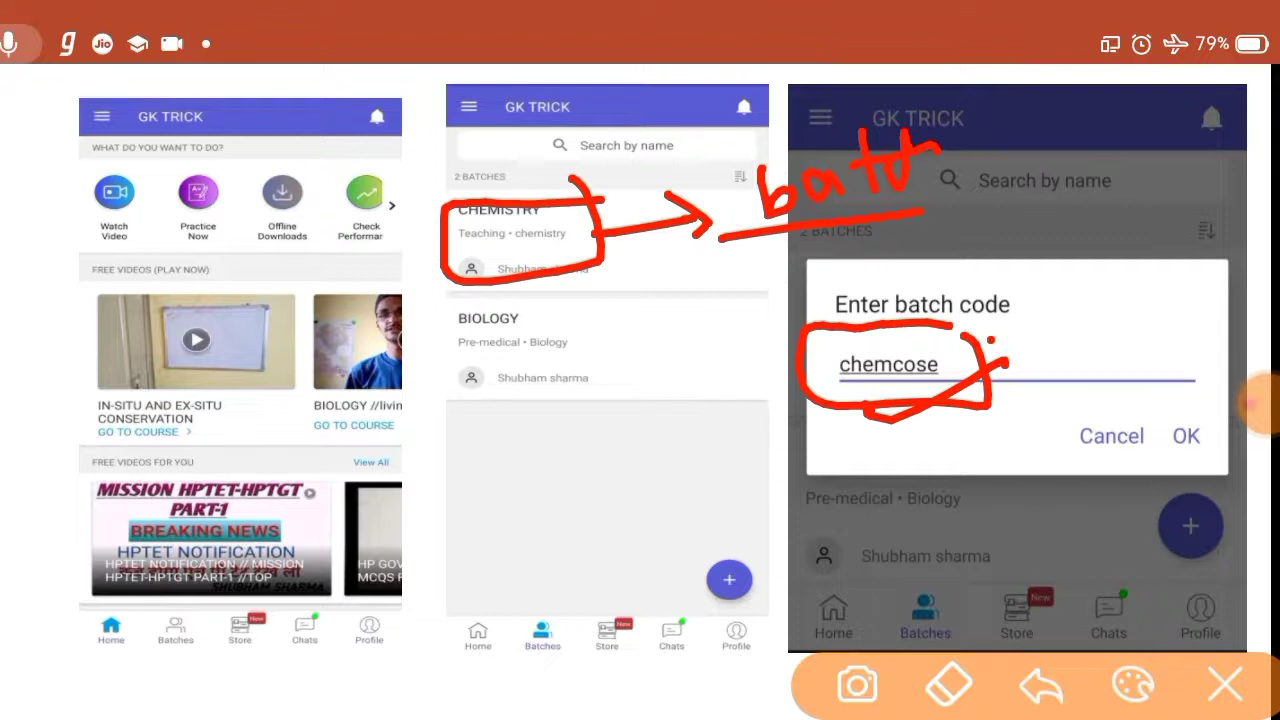 79%
GK TRICK
WHAT DO YOU WANT TO DO?
Watch Video
Practice Now
Offline Downloads
Check Performar
FREE VIDEOS (PLAY NOW)
IN-SITU AND EX-SITU
CONSERVATION
GO TO COURSE >
BIOLOGY //livin
GO TO COURSE
FREE VIDEOS FOR YOU
View All
MISSION HPTET-HPTGT
PART-1
BREAKING NEWS
HPTET NOTIFICATION
HPTET NOTIFICATION // MISSION
HPTET-HPTGT PART-1 //TOP
SHUBHAM SHARMA
HP GOV
MCQS
Home
Batches
New
Store
Chats
Profile
GK TRICK
Search by name
2 BATCHES
CHEMISTRY
Teaching • chemistry
Shubham sharma
BIOLOGY
Pre-medical • Biology
Shubham sharma
+
Home
Batches
New
Store
Chats
Profile
batch
GK TRICK
Search by name
2 BATCHES
Enter batch code
chemcose
Cancel OK
Pre-medical • Biology
Shubham sharma
+
Home
Batches
New
Store
Chats
Profile
g
Jio